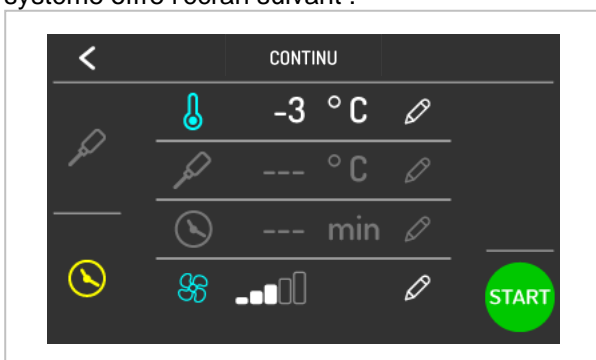 système offre l'écran suivant :
CONTINU
-3 °C
--- °C
--- min
START